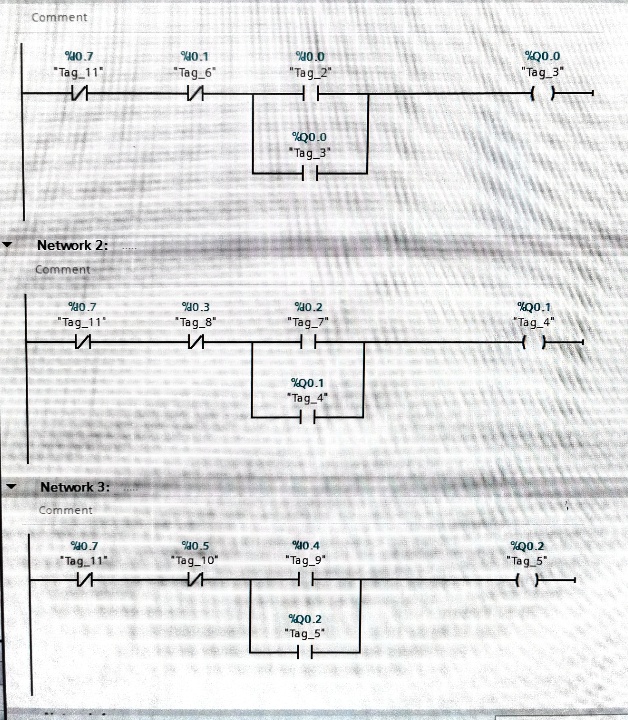 Comment
%I0.7 %I0.1 %I0.0 %Q0.0
"Tag_11" "Tag_6" "Tag_2" "Tag_3"
%Q0.0
"Tag_3"
Network 2: .....
Comment
%I0.7 %I0.3 %I0.2 %Q0.1
"Tag_11" "Tag_8" "Tag_7" "Tag_4"
%Q0.1
"Tag_4"
Network 3: .....
Comment
%I0.7 %I0.5 %I0.4 %Q0.2
"Tag_11" "Tag_10" "Tag_9" "Tag_5"
%Q0.2
"Tag_5"